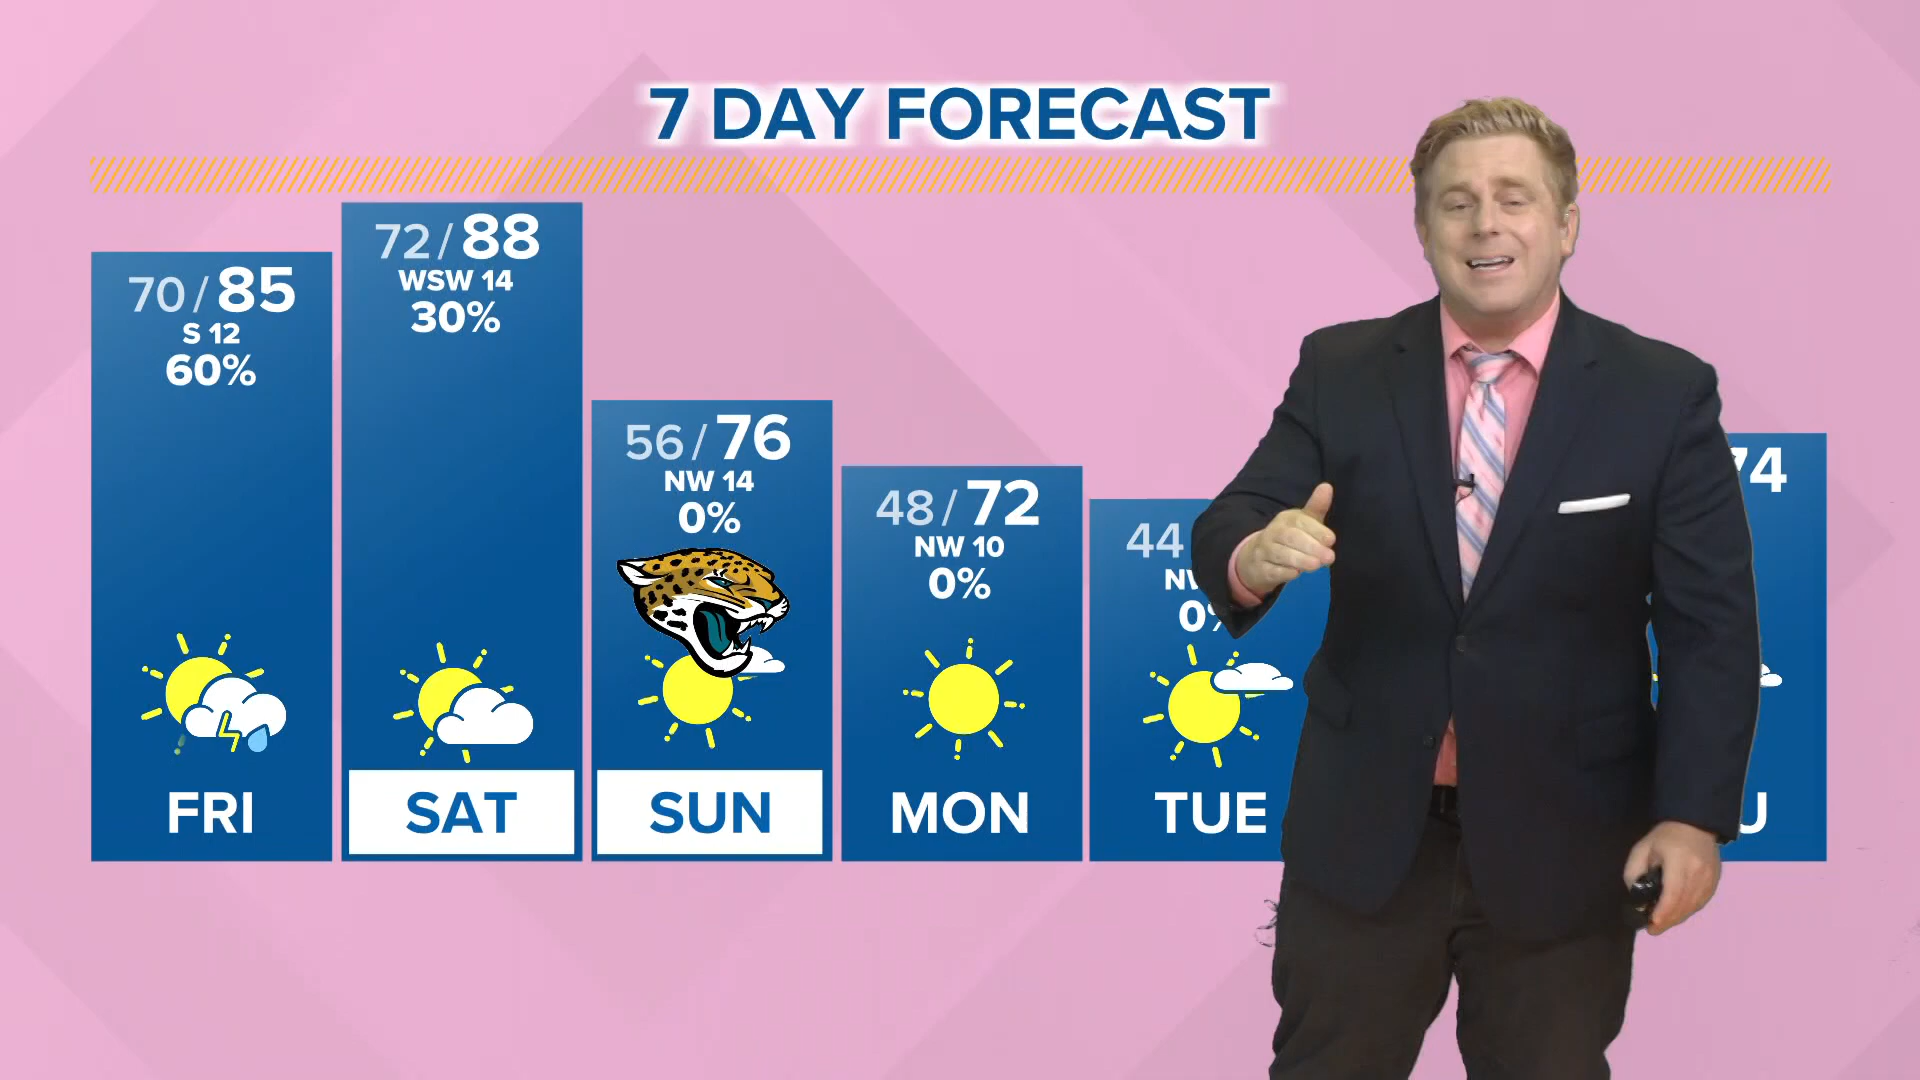 7 DAY FORECAST
70/85
S 12
60%
FRI
72/88
WSW 14
30%
SAT
56/76
NW 14
0%
SUN
48/72
NW 10
0%
MON
44
TUE
74